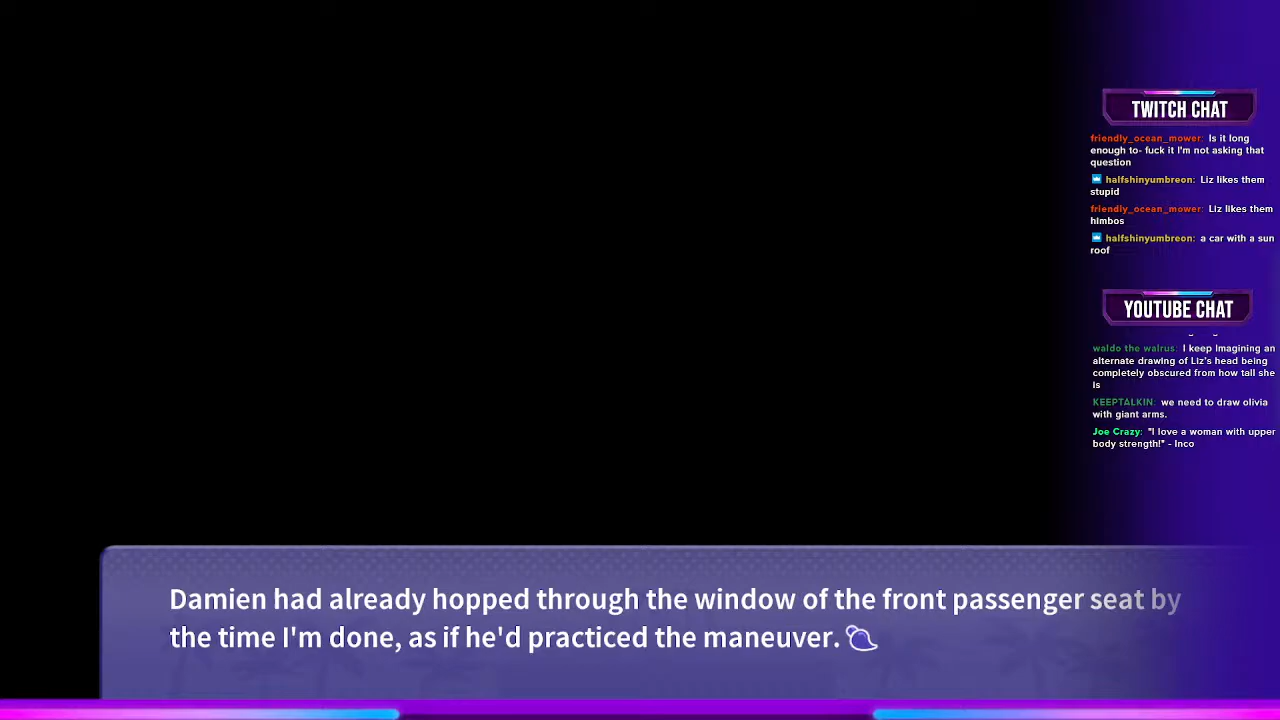 TWITCH CHAT
friendly_ocean_mower: Is it long
enough to- fuck it I'm not asking that
question
halfshinyumbreon: Liz likes them
stupid
friendly_ocean_mower: Liz likes them
himbos
halfshinyumbreon: a car with a sun
roof
YOUTUBE CHAT
waldo the walrus: I keep imagining an
alternate drawing of Liz's head being
completely obscured from how tall she
is
KEEPTALKIN: we need to draw olivia
with giant arms.
Joe Crazy: "I love a woman with upper
body strength!" - Inco
Damien had already hopped through the window of the front passenger seat by
the time I'm done, as if he'd practiced the maneuver.